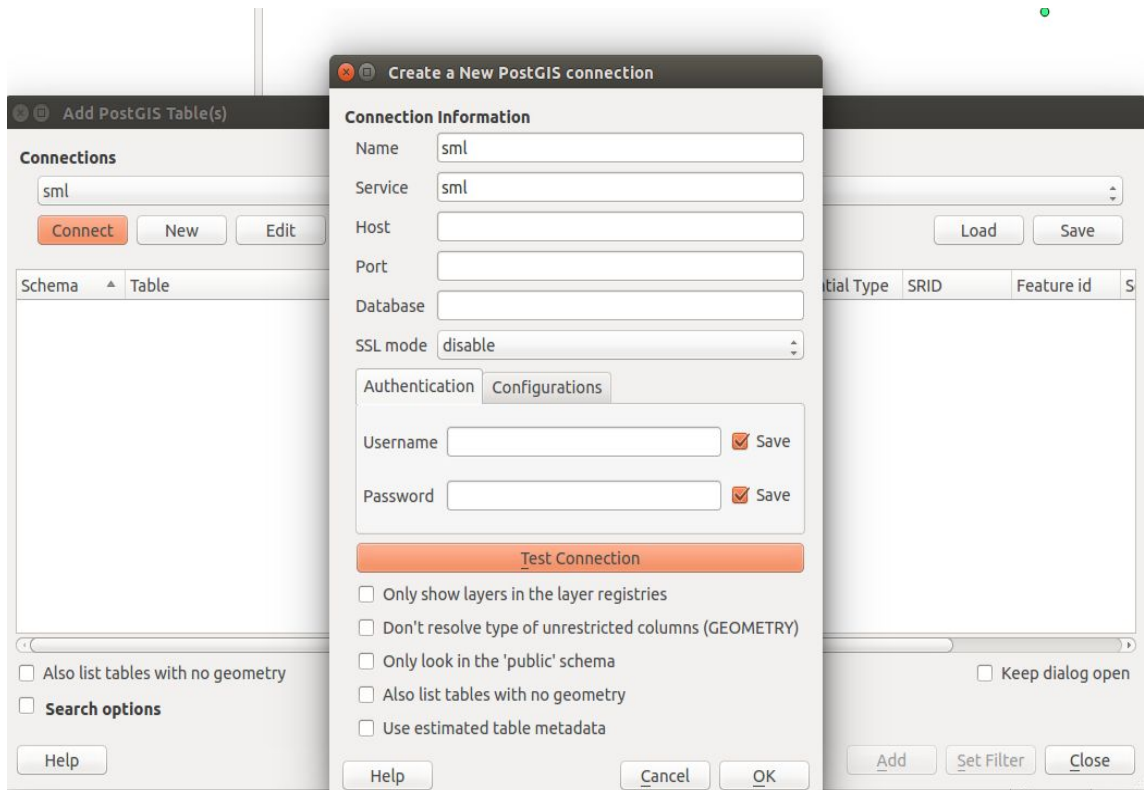 Create a New PostGIS connection
Add PostGIS Table(s)
Connection Information
Name sml
Service sml
Host
Port
Database
SSL mode disable
Authentication Configurations
Username Save
Password Save
Test Connection
Only show layers in the layer registries
Don't resolve type of unrestricted columns (GEOMETRY)
Only look in the 'public' schema
Also list tables with no geometry
Use estimated table metadata
Help Cancel OK
Connections
sml
Connect New Edit Load Save
Schema Table tial Type SRID Feature id S
Also list tables with no geometry Keep dialog open
Search options
Help Add Set Filter Close